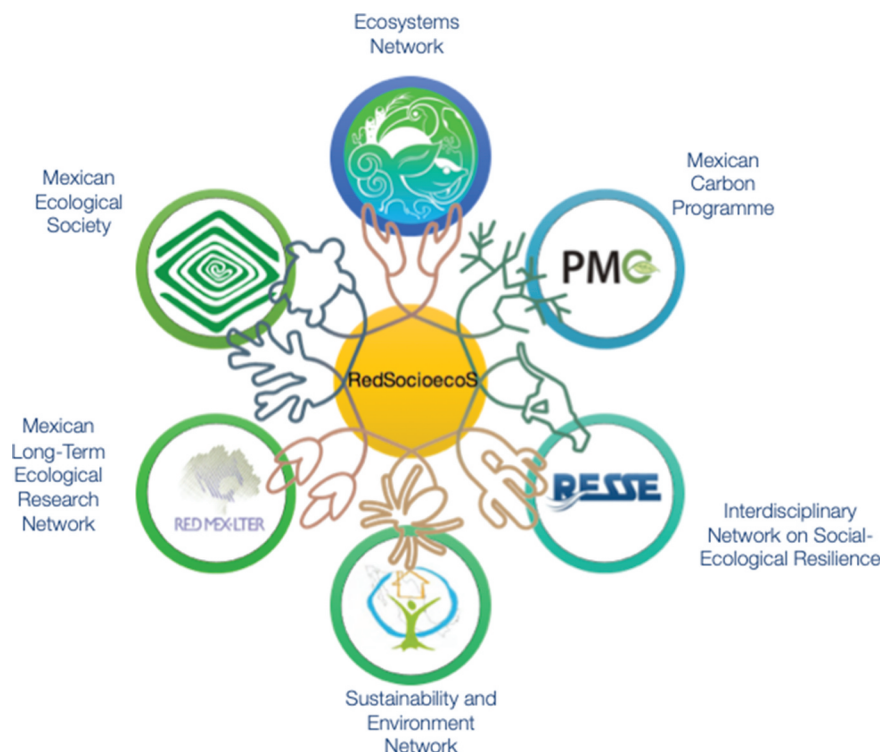 Ecosystems
Network
Mexican
Ecological
Society
Mexican
Carbon
Programme
PMC
RedSocioecoS
Mexican
Long-Term
Ecological
Research
Network
RED MEX-LTER
RESSE
Interdisciplinary
Network on Social-
Ecological Resilience
Sustainability and
Environment
Network